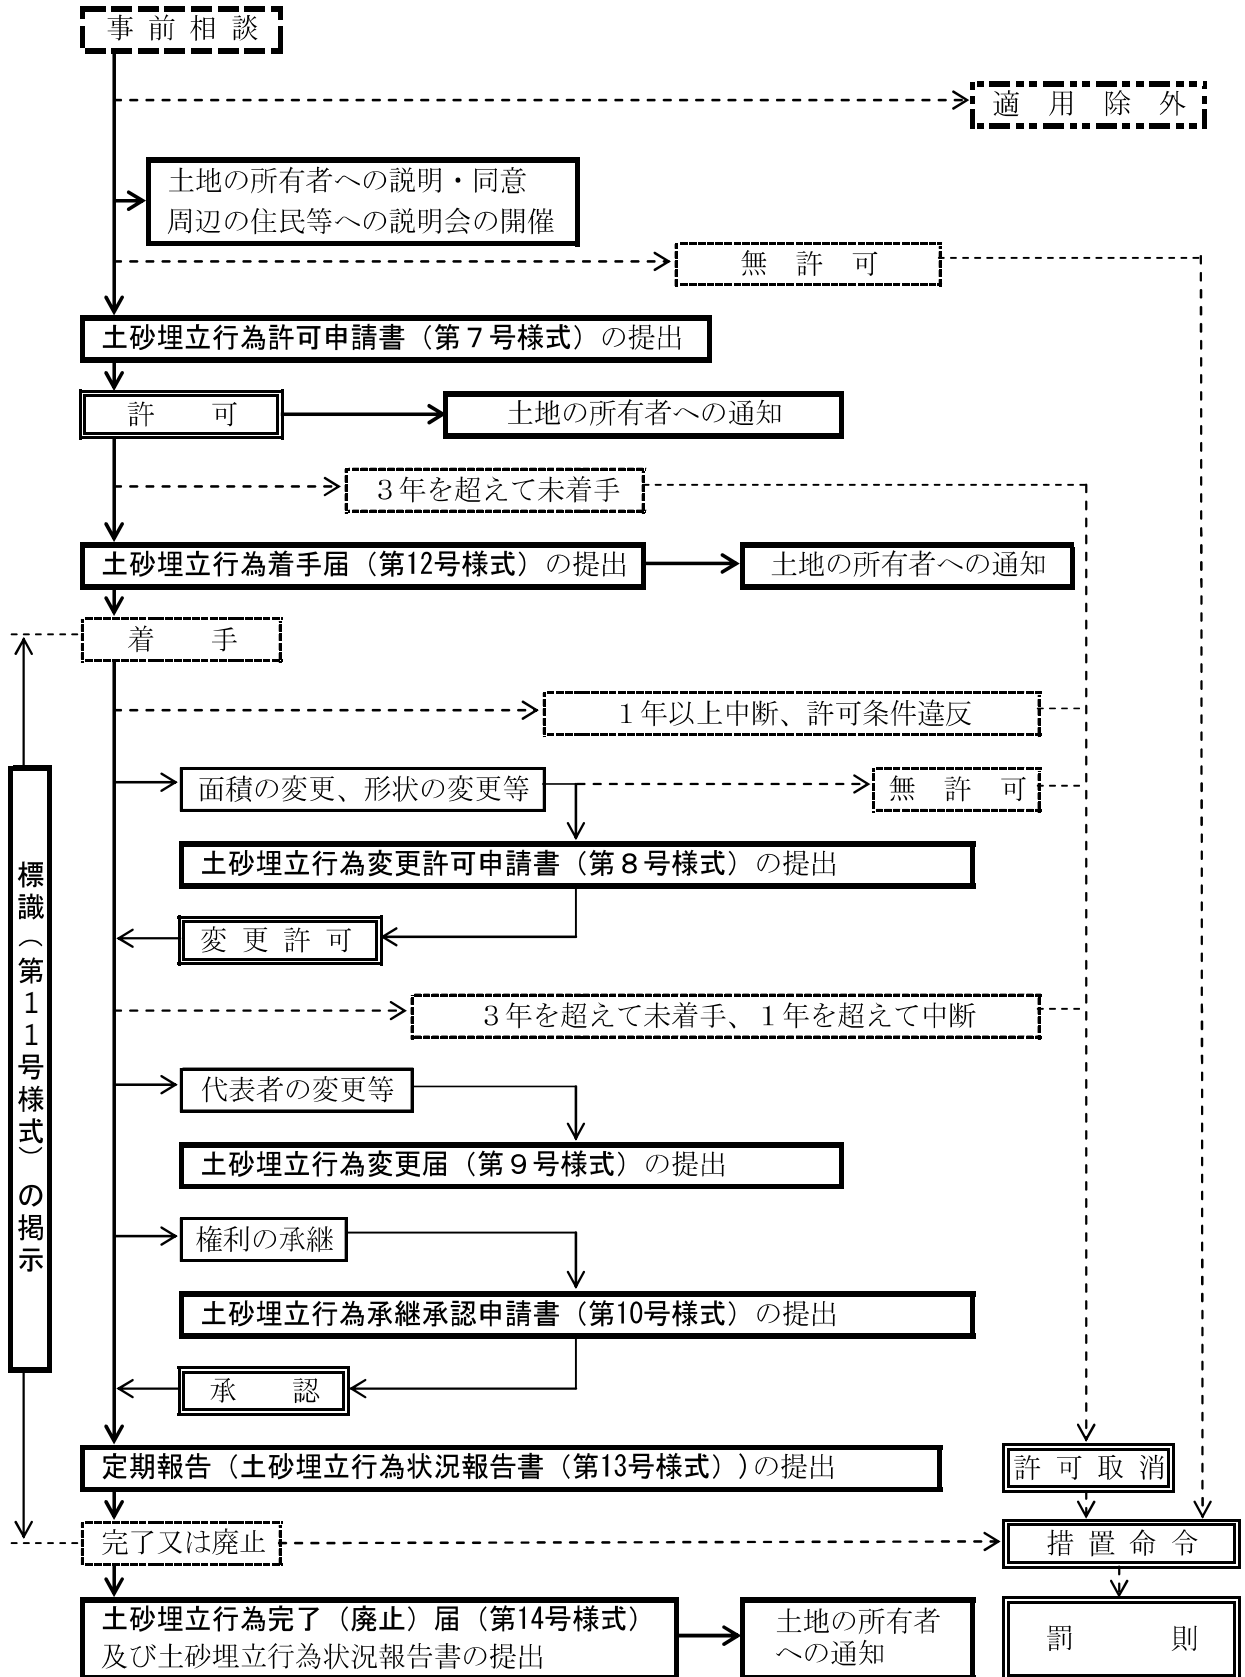 事前相談
適用除外
土地の所有者への説明・同意
周辺の住民等への説明会の開催
無許可
土砂埋立行為許可申請書（第７号様式）の提出
許可
土地の所有者への通知
３年を超えて未着手
土砂埋立行為着手届（第12号様式）の提出
土地の所有者への通知
着手
１年以上中断、許可条件違反
面積の変更、形状の変更等
無許可
土砂埋立行為変更許可申請書（第８号様式）の提出
変更許可
３年を超えて未着手、１年を超えて中断
代表者の変更等
土砂埋立行為変更届（第９号様式）の提出
権利の承継
土砂埋立行為承継承認申請書（第10号様式）の提出
承認
標識（第１１号様式）の掲示
定期報告（土砂埋立行為状況報告書（第13号様式））の提出
許可取消
完了又は廃止
措置命令
土砂埋立行為完了（廃止）届（第14号様式）
及び土砂埋立行為状況報告書の提出
土地の所有者
への通知
罰則